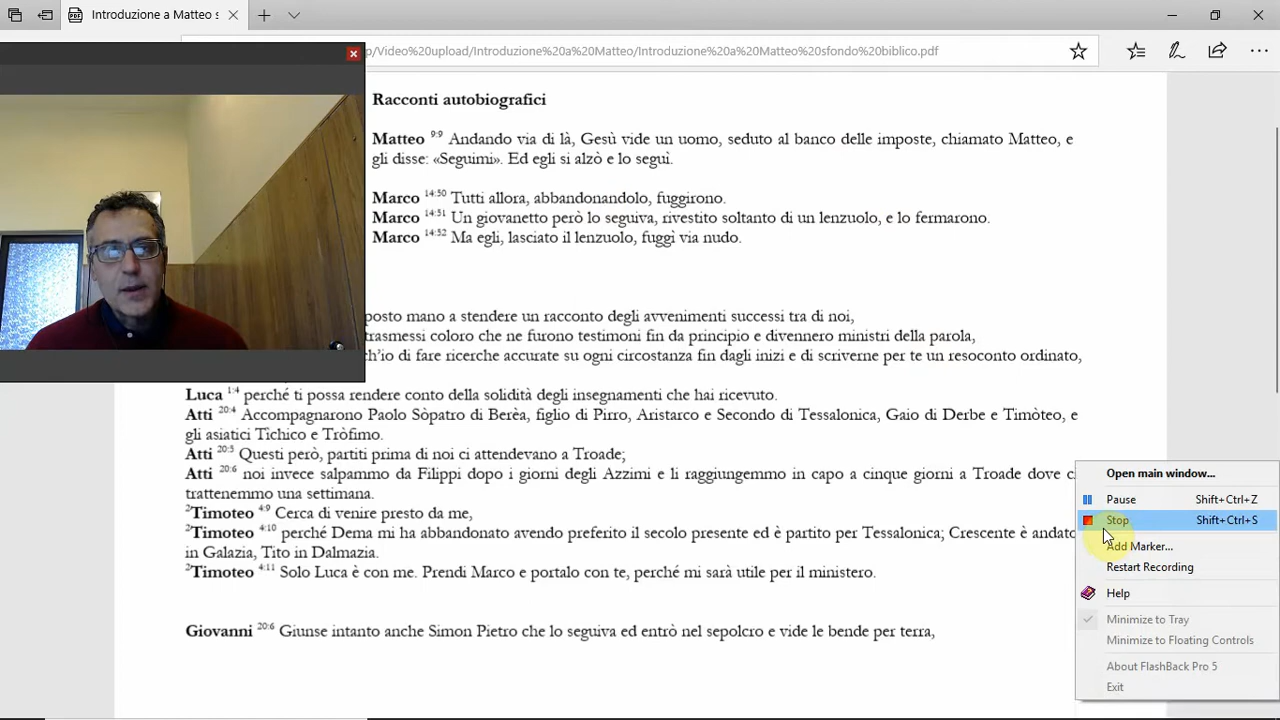 Introduzione a Matteo s
p/Video%20upload/Introduzione%20a%20Matteo/Introduzione%20a%20Matteo%20sfondo%20biblico.pdf
Racconti autobiografici
Matteo 9:9 Andando via di là, Gesù vide un uomo, seduto al banco delle imposte, chiamato Matteo, e
gli disse: «Seguimi». Ed egli si alzò e lo seguì.
Marco 14:50 Tutti allora, abbandonandolo, fuggirono.
Marco 14:51 Un giovanetto però lo seguiva, rivestito soltanto di un lenzuolo, e lo fermarono.
Marco 14:52 Ma egli, lasciato il lenzuolo, fuggì via nudo.
posto mano a stendere un racconto degli avvenimenti successi tra di noi,
trasmessi coloro che ne furono testimoni fin da principio e divennero ministri della parola,
ch'io di fare ricerche accurate su ogni circostanza fin dagli inizi e di scriverne per te un resoconto ordinato,
Luca 1:4 perché ti possa rendere conto della solidità degli insegnamenti che hai ricevuto.
Atti 20:4 Accompagnarono Paolo Sòpatro di Berèa, figlio di Pirro, Aristarco e Secondo di Tessalonica, Gaio di Derbe e Timòteo, e
gli asiatici Tichico e Tròfimo.
Atti 20:5 Questi però, partiti prima di noi ci attendevano a Troade;
Atti 20:6 noi invece salpammo da Filippi dopo i giorni degli Azzimi e li raggiungemmo in capo a cinque giorni a Troade dove ci
trattenemmo una settimana.
2Timoteo 4:9 Cerca di venire presto da me,
2Timoteo 4:10 perché Dema mi ha abbandonato avendo preferito il secolo presente ed è partito per Tessalonica; Crescente è andato
in Galazia, Tito in Dalmazia.
2Timoteo 4:11 Solo Luca è con me. Prendi Marco e portalo con te, perché mi sarà utile per il ministero.
Giovanni 20:6 Giunse intanto anche Simon Pietro che lo seguiva ed entrò nel sepolcro e vide le bende per terra,
Open main window...
Pause Shift+Ctrl+Z
Stop Shift+Ctrl+S
Add Marker...
Restart Recording
Help
Minimize to Tray
Minimize to Floating Controls
About FlashBack Pro 5
Exit